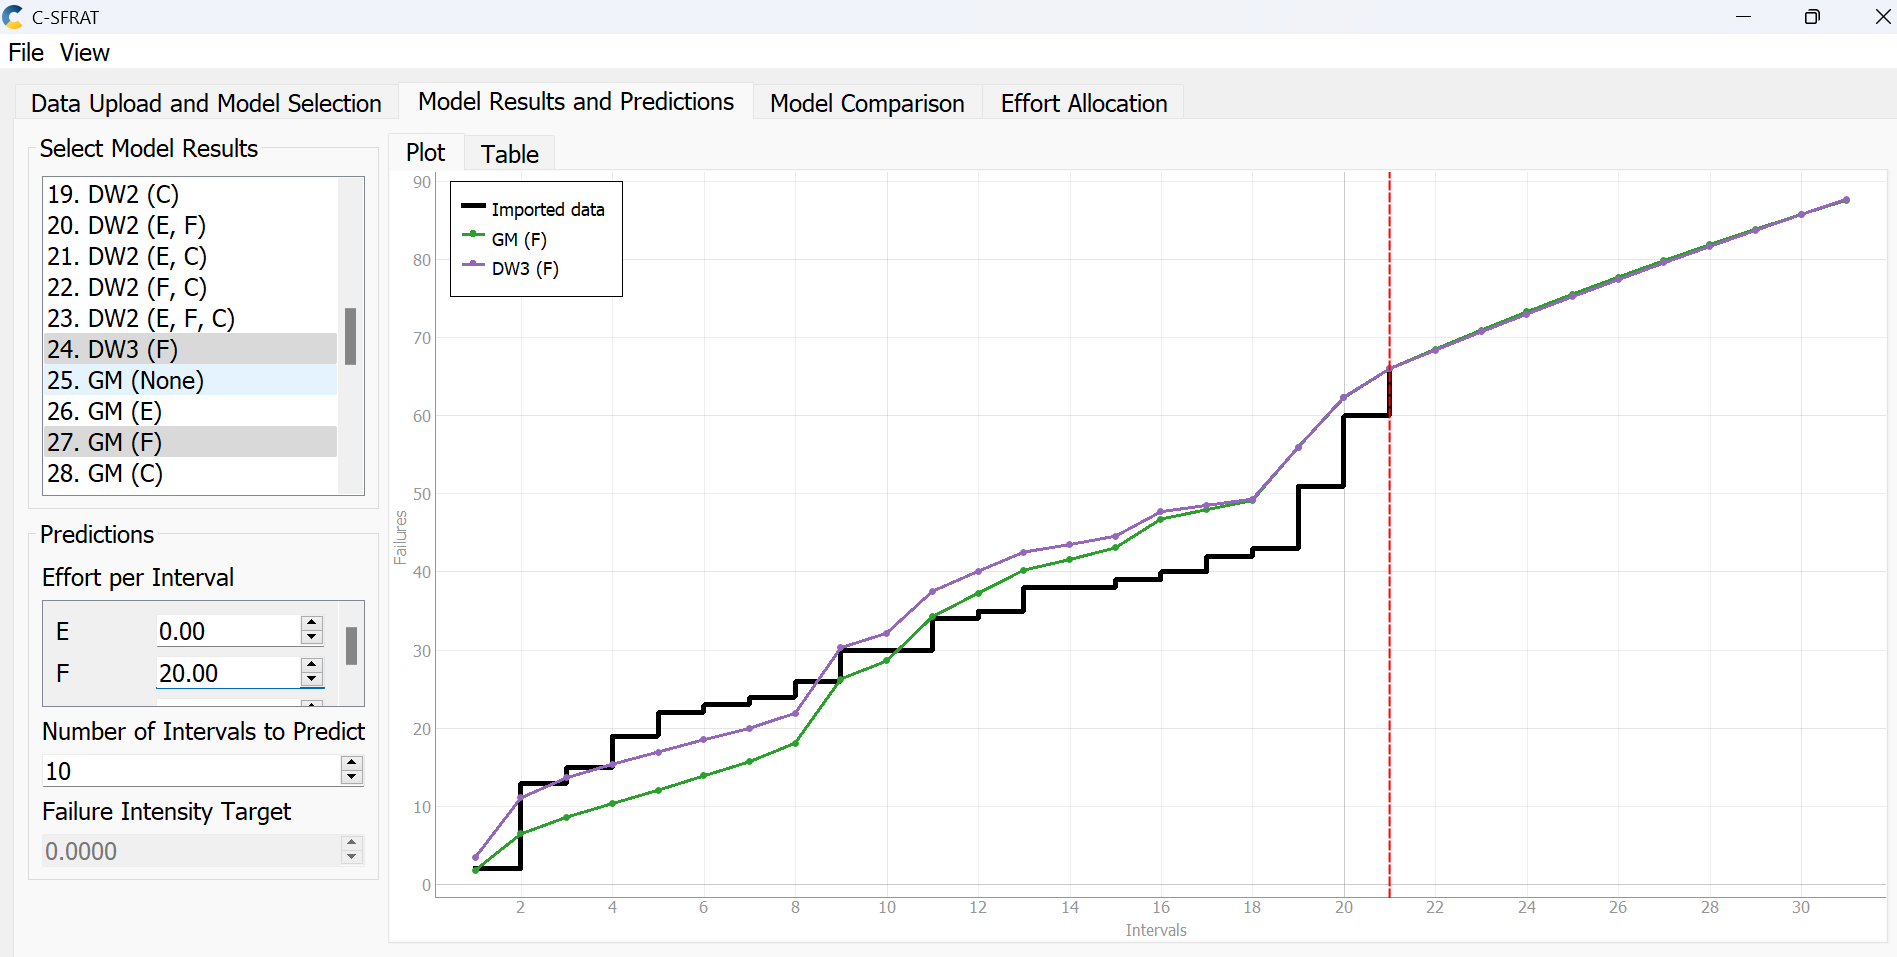 C-SFRAT
File View
Data Upload and Model Selection
Model Results and Predictions
Model Comparison
Effort Allocation
Select Model Results
19. DW2 (C)
20. DW2 (E, F)
21. DW2 (E, C)
22. DW2 (F, C)
23. DW2 (E, F, C)
24. DW3 (F)
25. GM (None)
26. GM (E)
27. GM (F)
28. GM (C)
Predictions
Effort per Interval
E 0.00
F 20.00
Number of Intervals to Predict
10
Failure Intensity Target
0.0000
Plot Table
Imported data
GM (F)
DW3 (F)
90
80
70
60
50
40
30
20
10
0
Failures
2 4 6 8 10 12 14 16 18 20 22 24 26 28 30
Intervals